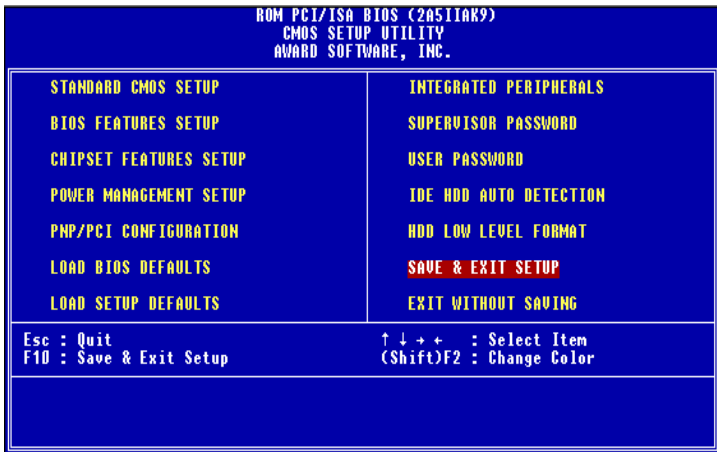 ROM PCI/ISA BIOS (2A5IIAK9)
CMOS SETUP UTILITY
AWARD SOFTWARE, INC.
STANDARD CMOS SETUP
BIOS FEATURES SETUP
CHIPSET FEATURES SETUP
POWER MANAGEMENT SETUP
PNP/PCI CONFIGURATION
LOAD BIOS DEFAULTS
LOAD SETUP DEFAULTS
INTEGRATED PERIPHERALS
SUPERVISOR PASSWORD
USER PASSWORD
IDE HDD AUTO DETECTION
HDD LOW LEVEL FORMAT
SAVE & EXIT SETUP
EXIT WITHOUT SAVING
Esc : Quit
F10 : Save & Exit Setup
↑ ↓ → ← : Select Item
(Shift)F2 : Change Color